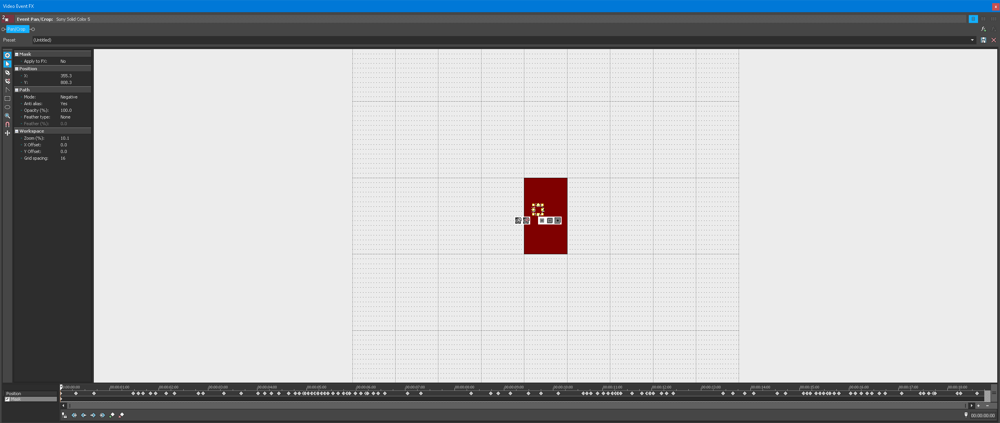 Video Event FX
2
Event Pan/Crop: Sony Solid Color 5
Pan/Crop
Preset: (Untitled)
Mask
Apply to FX: No
Position
X: 355.3
Y: 808.3
Path
Mode: Negative
Anti alias: Yes
Opacity (%): 100.0
Feather type: None
Feather (%): 0.0
Workspace
Zoom (%): 10.1
X Offset: 0.0
Y Offset: 0.0
Grid spacing: 16
00:00:00:00 00:00:01:00 00:00:02:00 00:00:03:00 00:00:04:00 00:00:05:00 00:00:06:00 00:00:07:00 00:00:08:00 00:00:09:00 00:00:10:00 00:00:11:00 00:00:12:00 00:00:13:00 00:00:14:00 00:00:15:00 00:00:16:00 00:00:17:00 00:00:18:00
Position
Mask
00:00:00:00